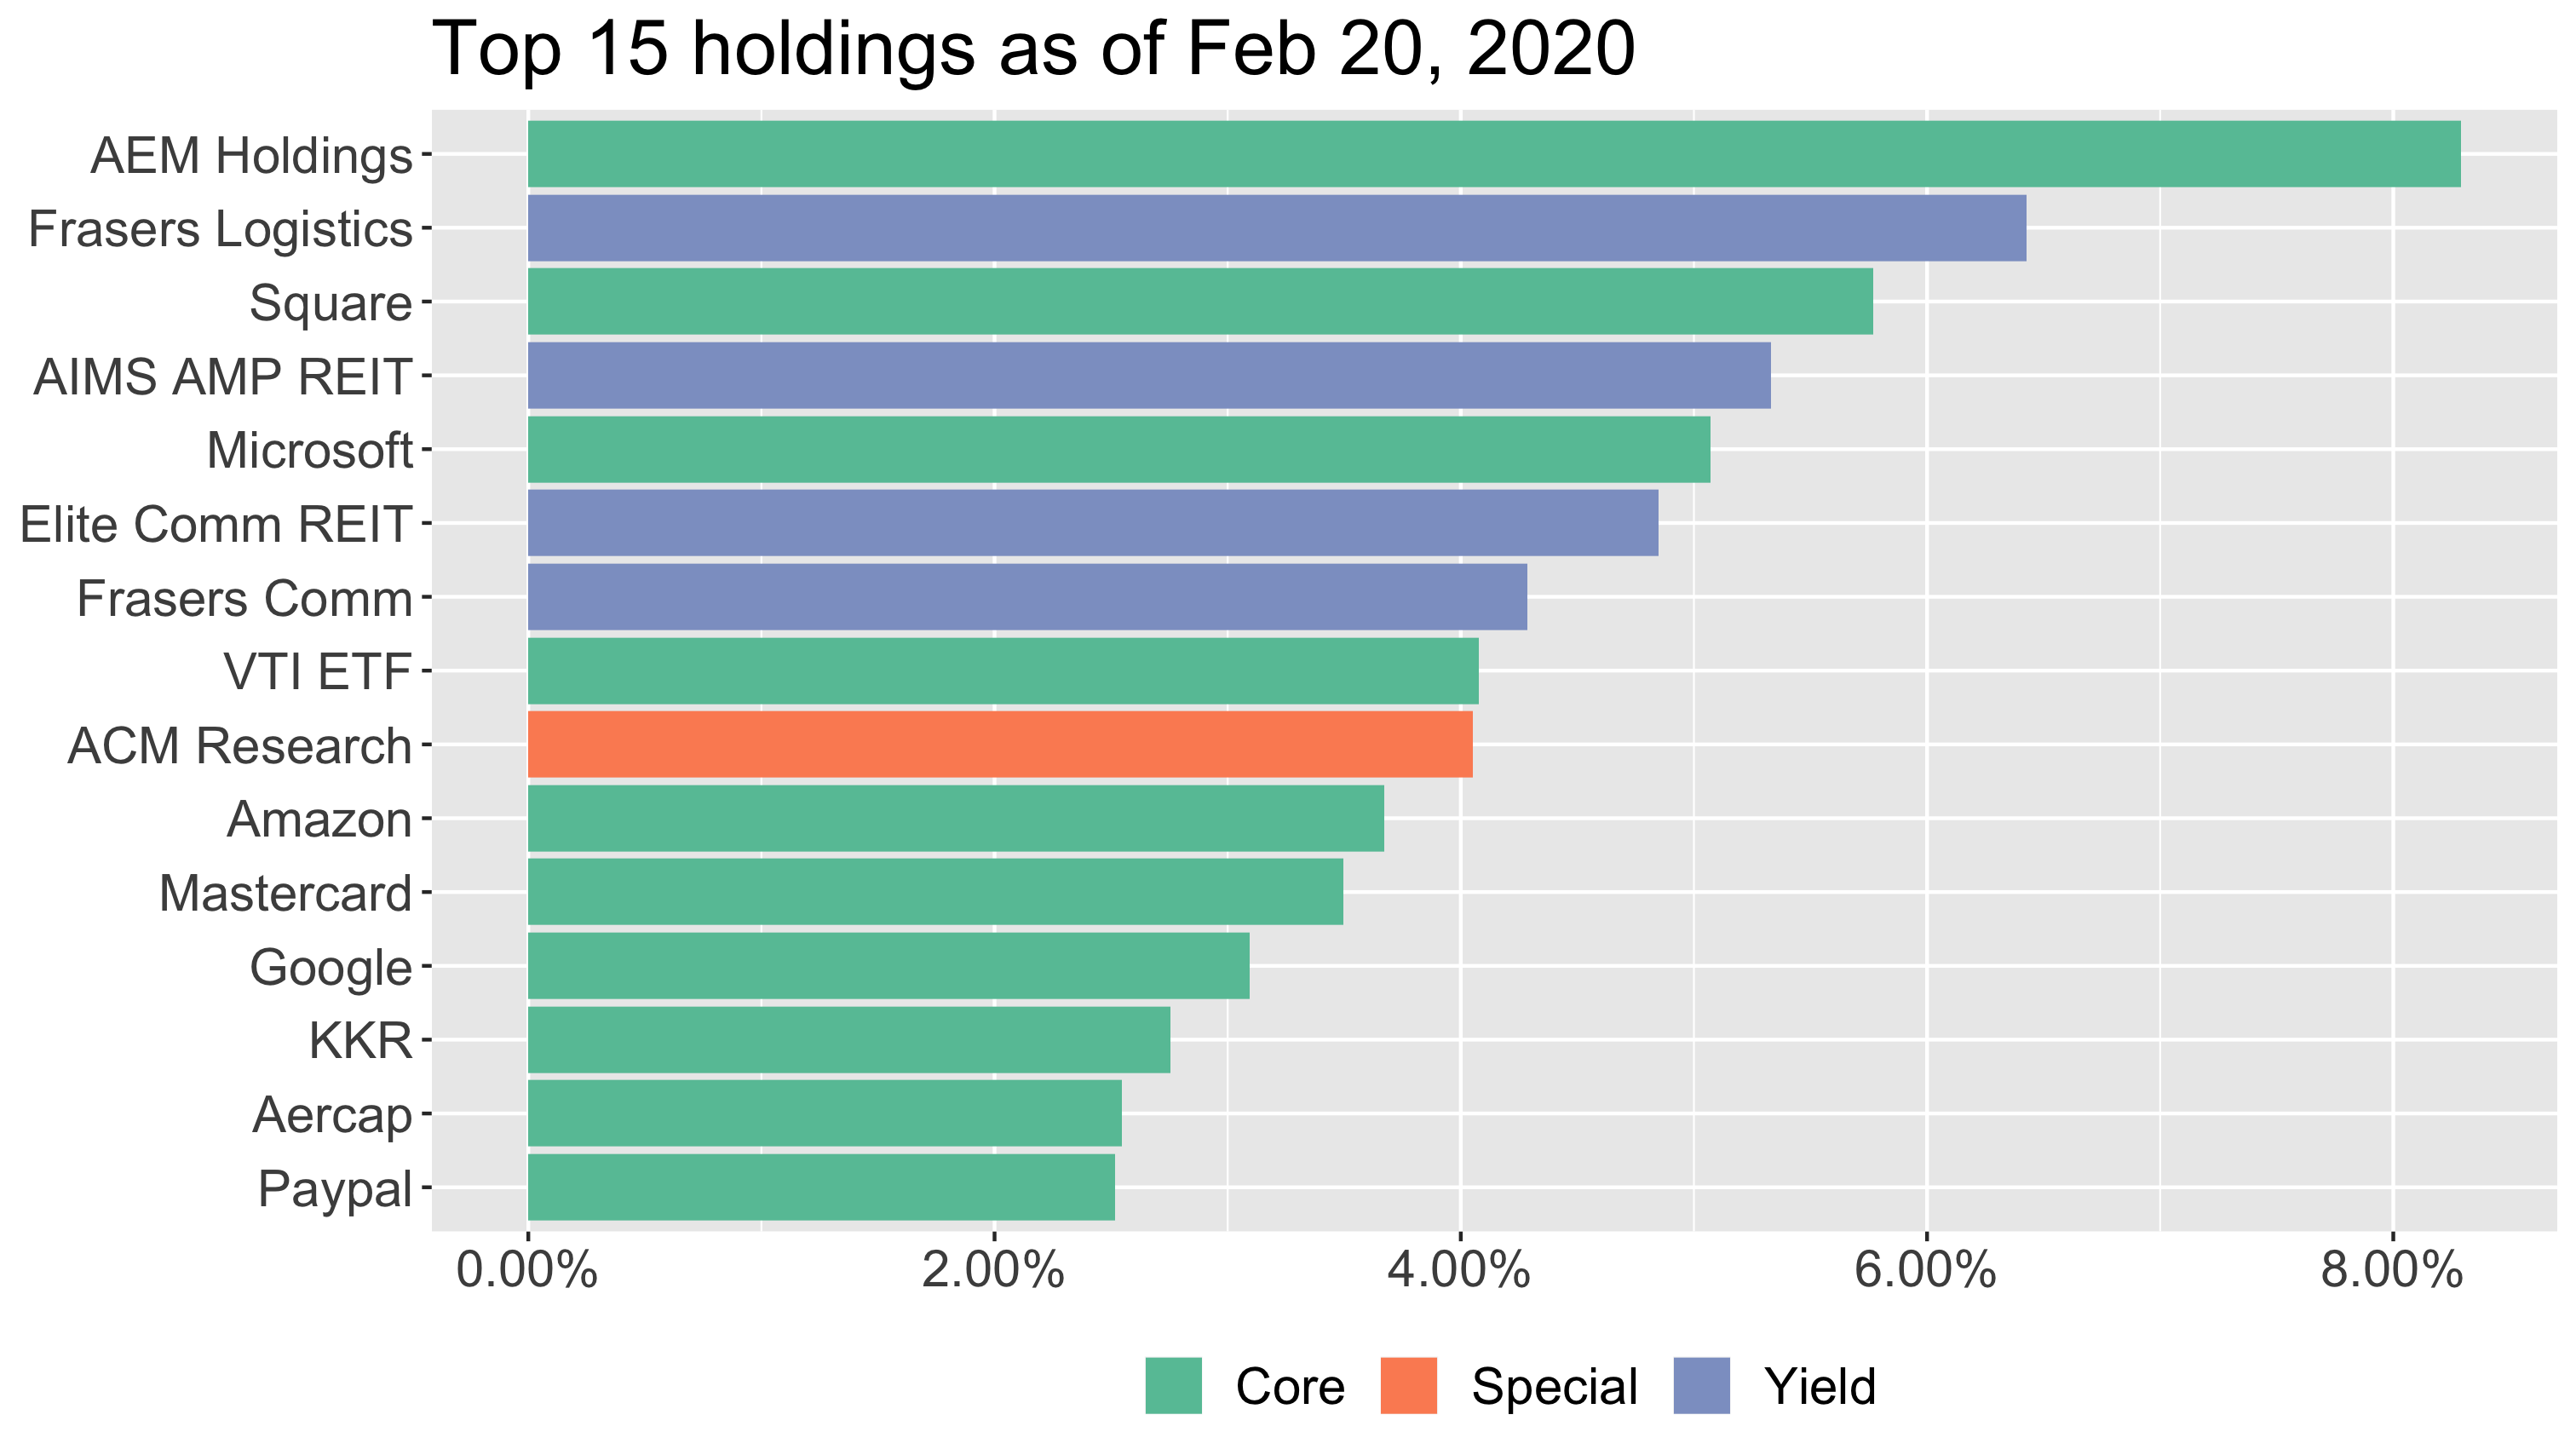 Top 15 holdings as of Feb 20, 2020
AEM Holdings
Frasers Logistics
Square
AIMS AMP REIT
Microsoft
Elite Comm REIT
Frasers Comm
VTI ETF
ACM Research
Amazon
Mastercard
Google
KKR
Aercap
Paypal
0.00% 2.00% 4.00% 6.00% 8.00%
Core Special Yield